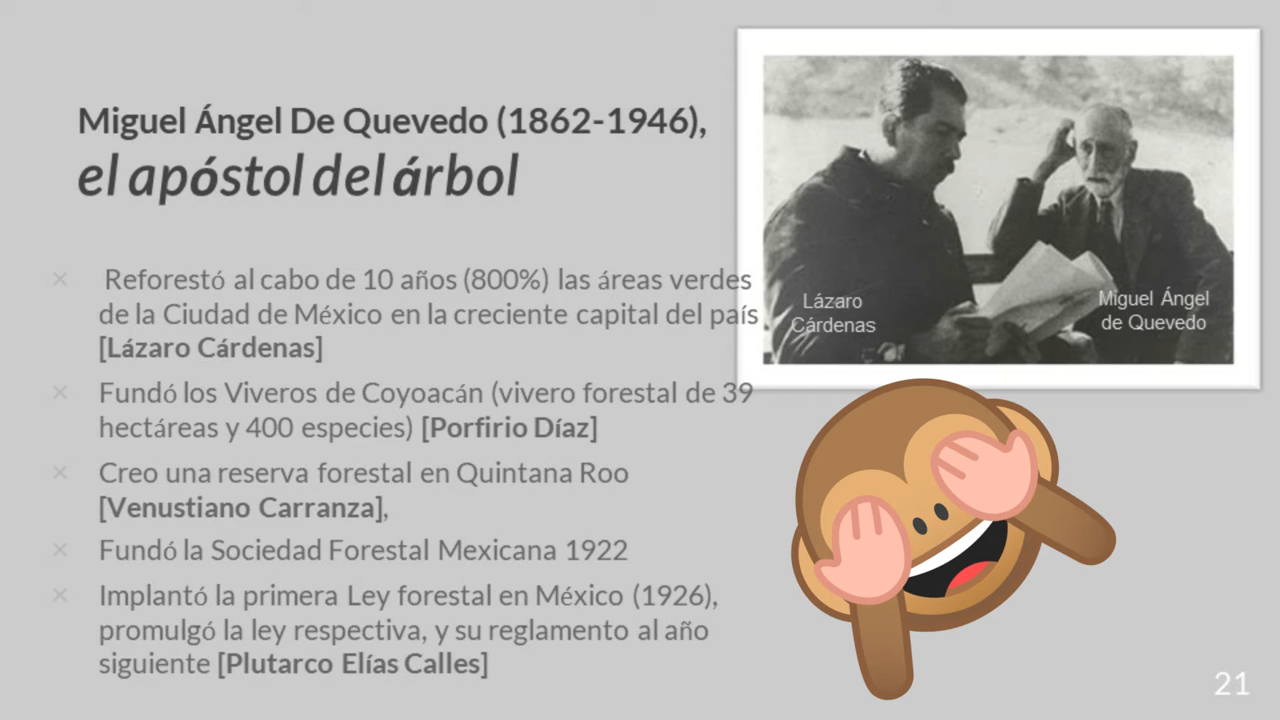 Miguel Ángel De Quevedo (1862-1946),
el apóstol del árbol
Reforestó al cabo de 10 años (800%) las áreas verdes
de la Ciudad de México en la creciente capital del país
[Lázaro Cárdenas]
Fundó los Viveros de Coyoacán (vivero forestal de 39
hectáreas y 400 especies) [Porfirio Díaz]
Creo una reserva forestal en Quintana Roo
[Venustiano Carranza],
Fundó la Sociedad Forestal Mexicana 1922
Implantó la primera Ley forestal en México (1926),
promulgó la ley respectiva, y su reglamento al año
siguiente [Plutarco Elías Calles]
Lázaro
Cárdenas
Miguel Ángel
de Quevedo
21